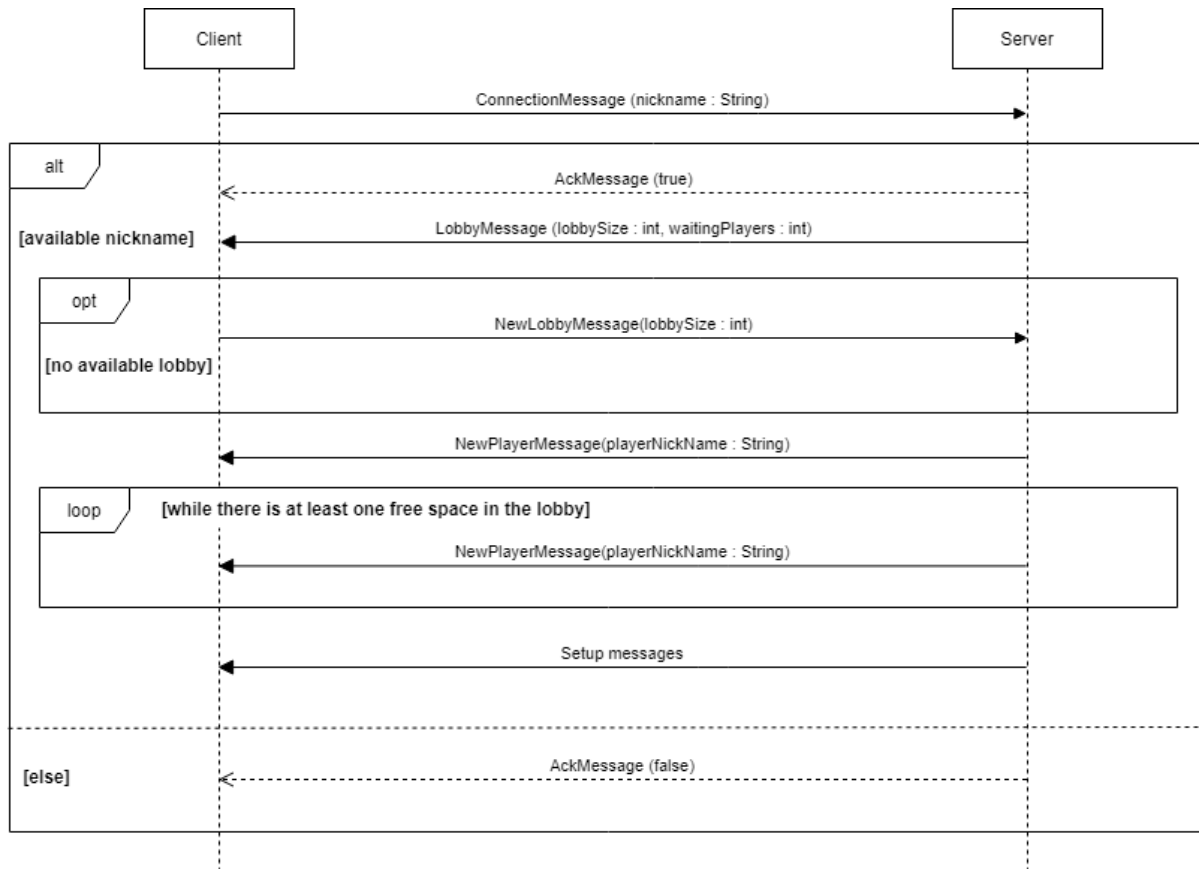 Client
Server
ConnectionMessage (nickname : String)
alt
AckMessage (true)
[available nickname]
LobbyMessage (lobbySize : int, waitingPlayers : int)
opt
NewLobbyMessage(lobbySize : int)
[no available lobby]
NewPlayerMessage(playerNickName : String)
loop
[while there is at least one free space in the lobby]
NewPlayerMessage(playerNickName : String)
Setup messages
[else]
AckMessage (false)